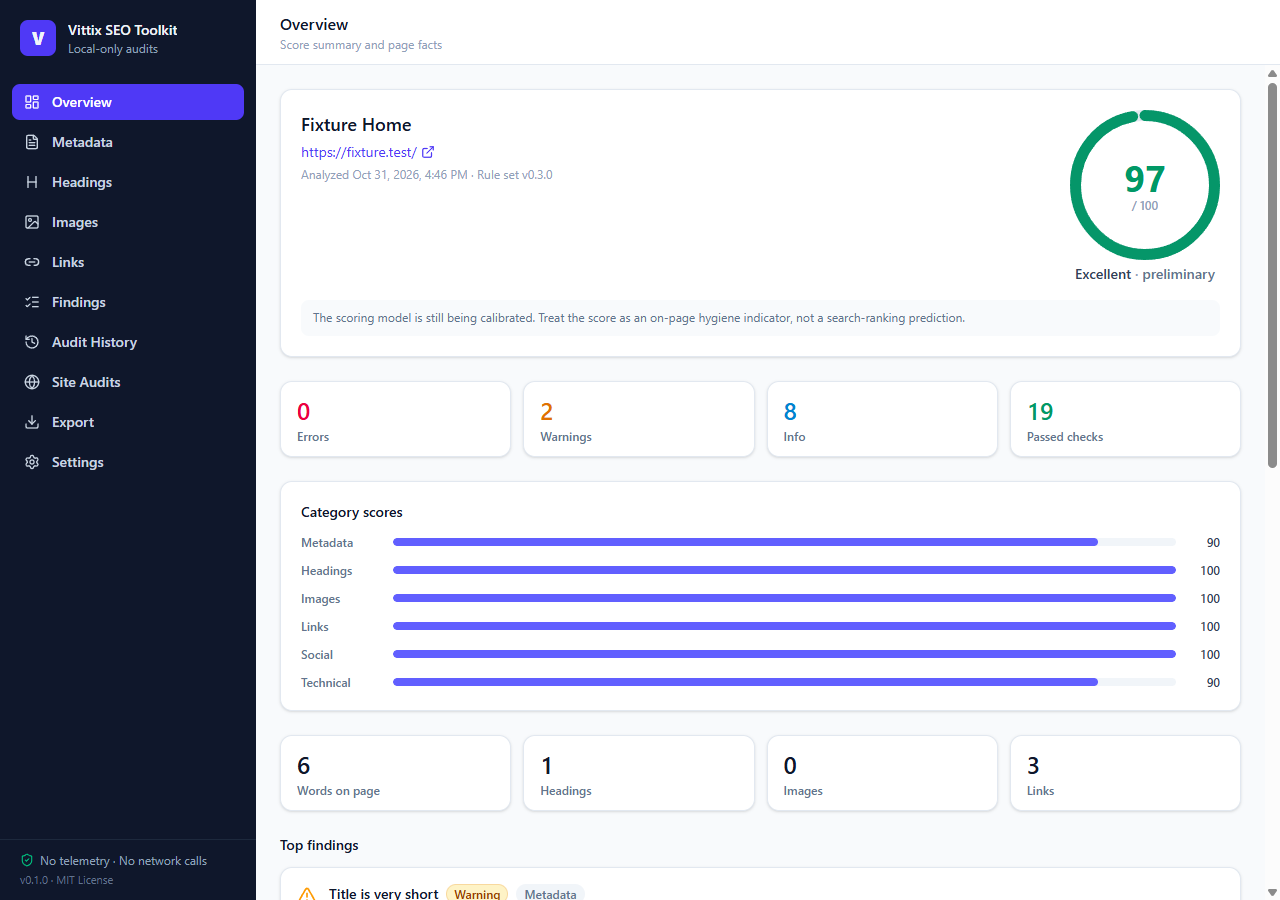 V
Vittix SEO Toolkit
Local-only audits
Overview
Metadata
Headings
Images
Links
Findings
Audit History
Site Audits
Export
Settings
No telemetry · No network calls
v0.1.0 · MIT License
Overview
Score summary and page facts
Fixture Home
https://fixture.test/
Analyzed Oct 31, 2026, 4:46 PM · Rule set v0.3.0
97
/ 100
Excellent · preliminary
The scoring model is still being calibrated. Treat the score as an on-page hygiene indicator, not a search-ranking prediction.
0
Errors
2
Warnings
8
Info
19
Passed checks
Category scores
Metadata 90
Headings 100
Images 100
Links 100
Social 100
Technical 90
6
Words on page
1
Headings
0
Images
3
Links
Top findings
Title is very short Warning Metadata